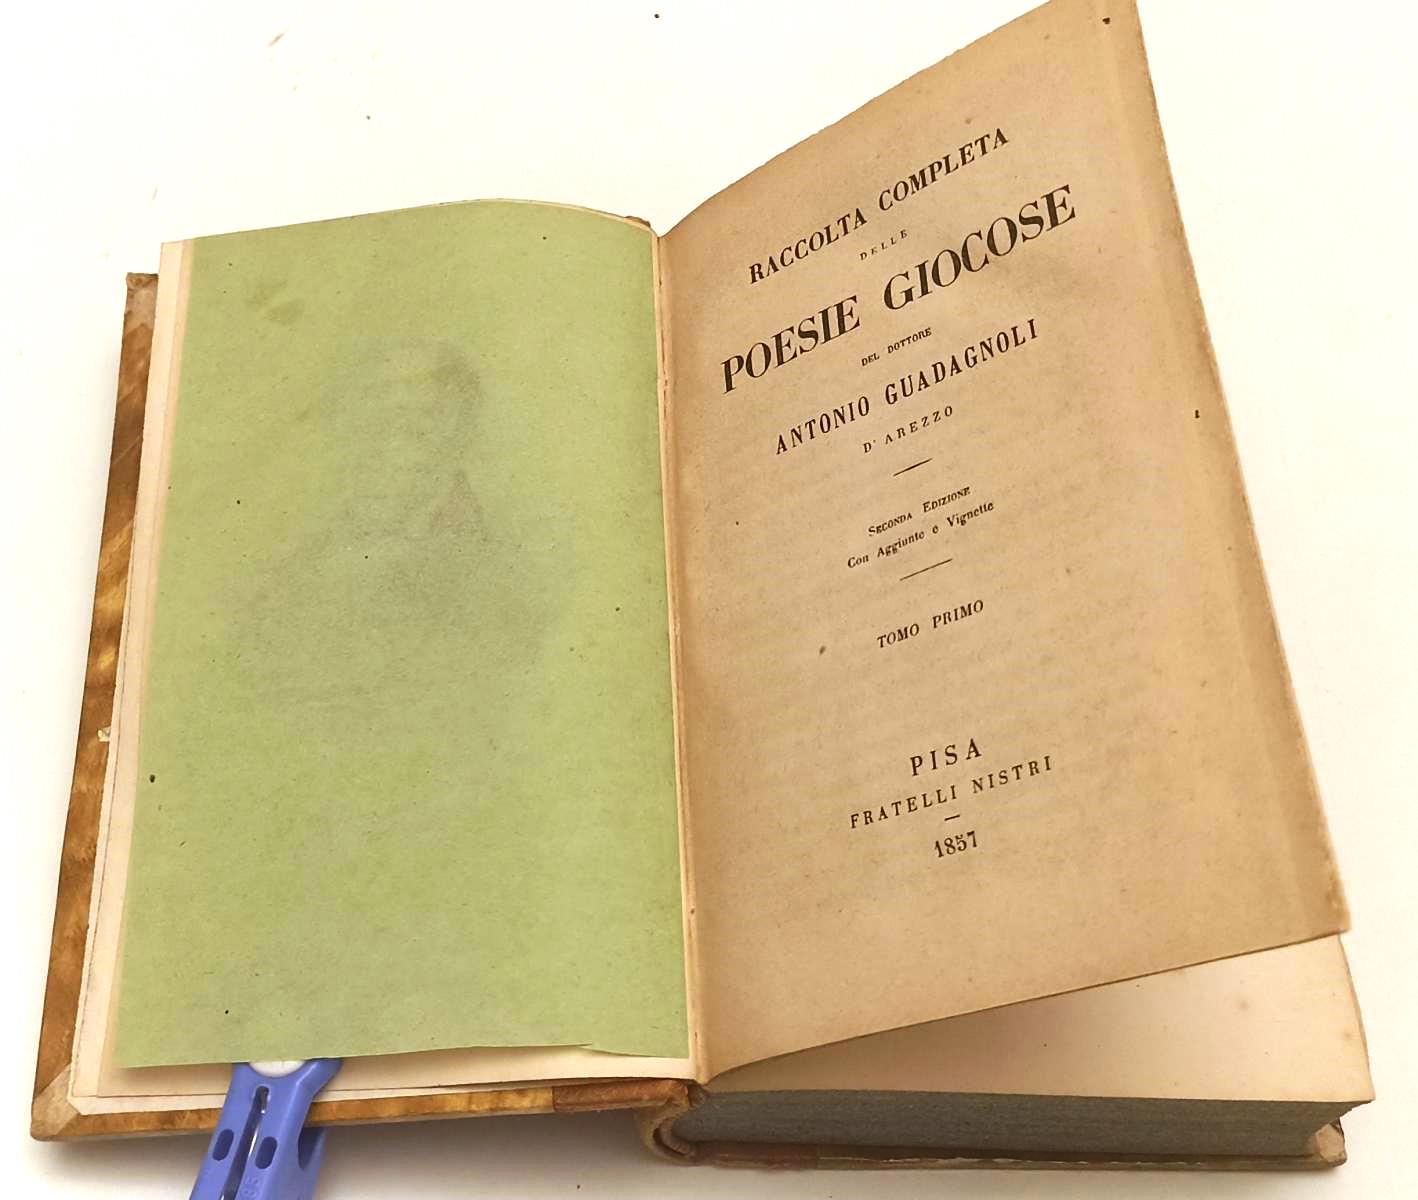 RACCOLTA COMPLETA
DELLE
POESIE GIOCOSE
DEL DOTTORE
ANTONIO GUADAGNOLI
D' AREZZO
SECONDA EDIZIONE
Con Aggiunte e Vignette
TOMO PRIMO
PISA
FRATELLI NISTRI
1857